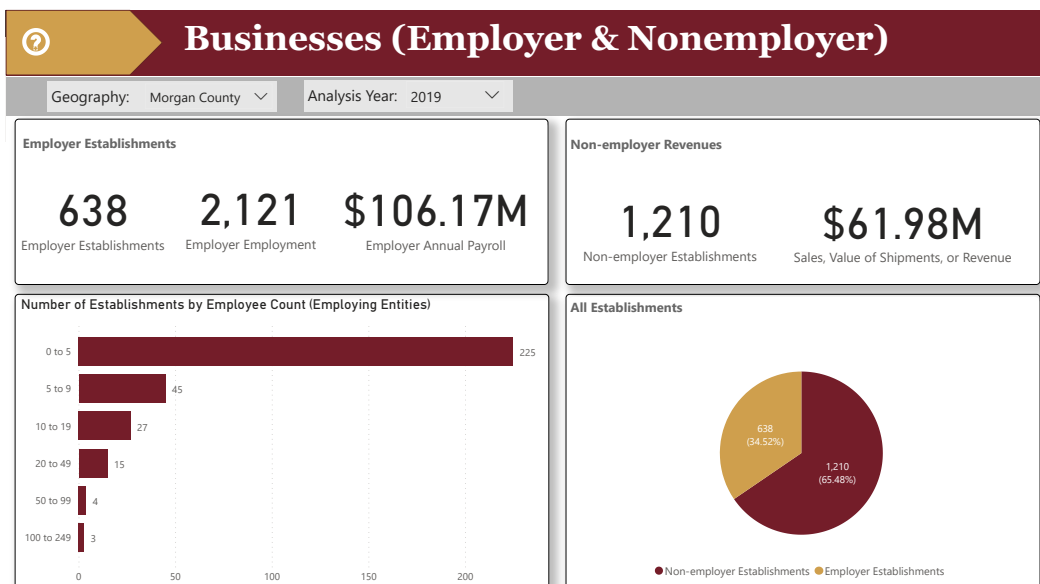 Businesses (Employer & Nonemployer)
Geography: Morgan County
Analysis Year: 2019
Employer Establishments
638
Employer Establishments
2,121
Employer Employment
$106.17M
Employer Annual Payroll
Non-employer Revenues
1,210
Non-employer Establishments
$61.98M
Sales, Value of Shipments, or Revenue
Number of Establishments by Employee Count (Employing Entities)
0 to 5 225
5 to 9 45
10 to 19 27
20 to 49 15
50 to 99 4
100 to 249 3
0 50 100 150 200
All Establishments
638
(34.52%)
1,210
(65.48%)
Non-employer Establishments Employer Establishments